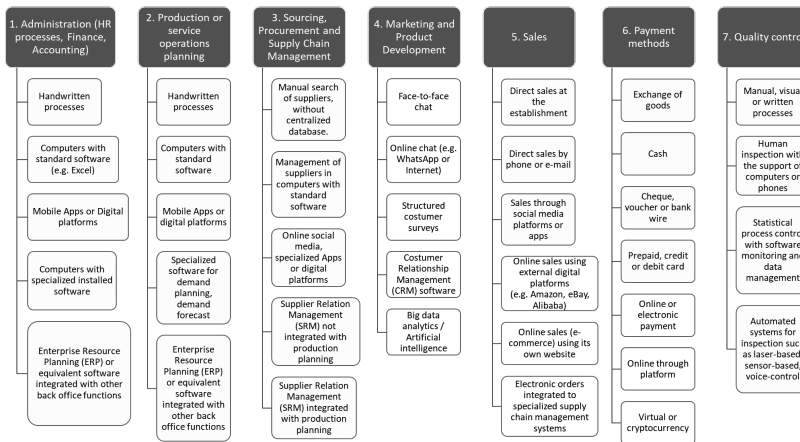 1. Administration (HR
processes, Finance,
Accounting)
Handwritten
processes
Computers with
standard software
(e.g. Excel)
Mobile Apps or Digital
platforms
Computers with
specialized installed
software
Enterprise Resource
Planning (ERP) or
equivalent software
integrated with other
back office functions
2. Production or
service
operations
planning
Handwritten
processes
Computers with
standard
software
Mobile Apps or
digital platforms
Specialized
software for
demand
planning,
demand
forecast
Enterprise
Resource
Planning (ERP)
or equivalent
software
integrated with
other back
office functions
3. Sourcing,
Procurement and
Supply Chain
Management
Manual search
of suppliers,
without
centralized
database.
Management of
suppliers in
computers with
standard
software
Online social
media,
specialized Apps
or digital
platforms
Supplier Relation
Management
(SRM) not
integrated with
production
planning
Supplier Relation
Management
(SRM) integrated
with production
planning
4. Marketing and
Product
Development
Face-to-face
chat
Online chat (e.g.
WhatsApp or
Internet)
Structured
costumer
surveys
Costumer
Relationship
Management
(CRM) software
Big data
analytics /
Artificial
intelligence
5. Sales
Direct sales at
the
establishment
Direct sales by
phone or e-mail
Sales through
social media
platforms or
apps
Online sales using
external digital
platforms
(e.g. Amazon, eBay,
Alibaba)
Online sales (e-
commerce) using its
own website
Electronic orders
integrated to
specialized supply
chain management
systems
6. Payment
methods
Exchange of
goods
Cash
Cheque,
voucher or bank
wire
Prepaid, credit
or debit card
Online or
electronic
payment
Online through
platform
Virtual or
cryptocurrency
7. Quality contro
Manual, visua
or written
processes
Human
inspection with
the support of
computers or
phones
Statistical
process contro
with software
monitoring and
data
management
Automated
systems for
inspection such
as laser-based,
sensor-based,
voice-control